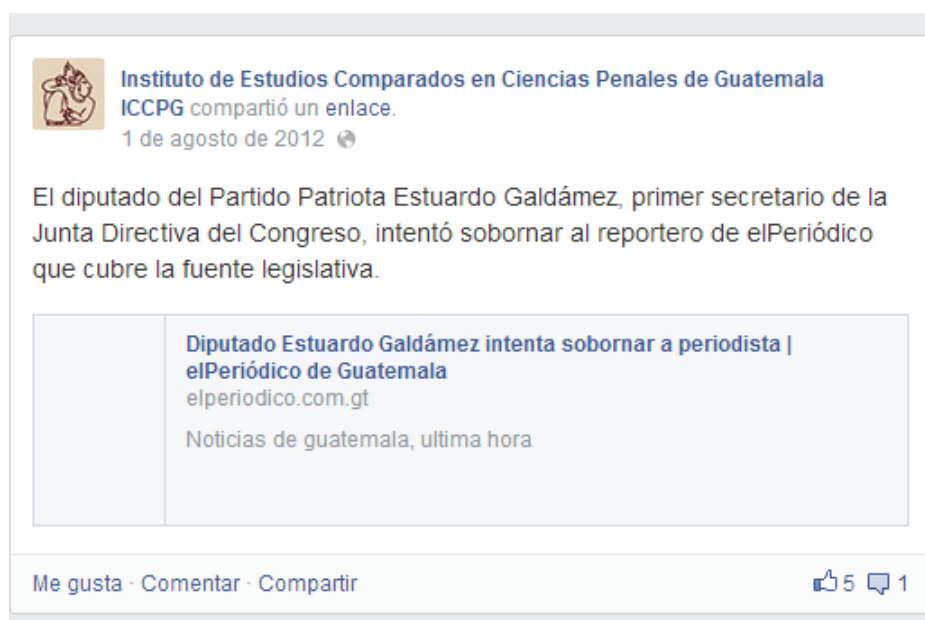 Instituto de Estudios Comparados en Ciencias Penales de Guatemala
ICCPG compartió un enlace.
1 de agosto de 2012
El diputado del Partido Patriota Estuardo Galdámez, primer secretario de la
Junta Directiva del Congreso, intentó sobornar al reportero de elPeriódico
que cubre la fuente legislativa.
Diputado Estuardo Galdámez intenta sobornar a periodista |
elPeriódico de Guatemala
elperiodico.com.gt
Noticias de guatemala, ultima hora
Me gusta · Comentar · Compartir 5 1